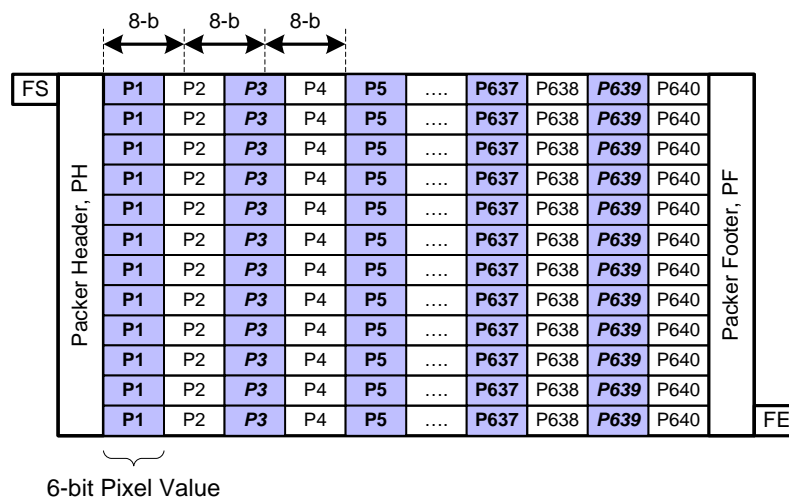 8-b 8-b 8-b
FS P1 P2 P3 P4 P5 .... P637 P638 P639 P640
P1 P2 P3 P4 P5 .... P637 P638 P639 P640
P1 P2 P3 P4 P5 .... P637 P638 P639 P640
P1 P2 P3 P4 P5 .... P637 P638 P639 P640
P1 P2 P3 P4 P5 .... P637 P638 P639 P640
P1 P2 P3 P4 P5 .... P637 P638 P639 P640
P1 P2 P3 P4 P5 .... P637 P638 P639 P640
P1 P2 P3 P4 P5 .... P637 P638 P639 P640
P1 P2 P3 P4 P5 .... P637 P638 P639 P640
P1 P2 P3 P4 P5 .... P637 P638 P639 P640
P1 P2 P3 P4 P5 .... P637 P638 P639 P640
P1 P2 P3 P4 P5 .... P637 P638 P639 P640 FE
Packer Header, PH
Packer Footer, PF
6-bit Pixel Value